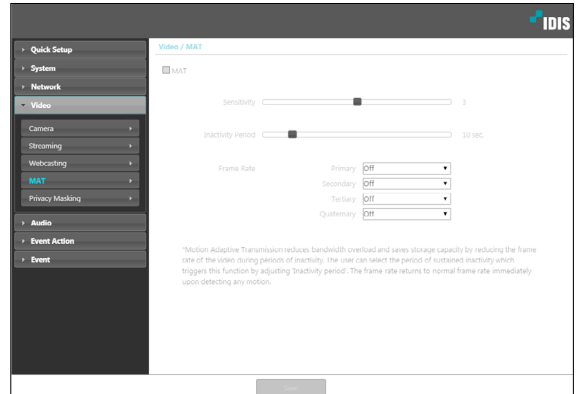 IDIS
Quick Setup
System
Network
Video
Camera
Streaming
Webcasting
MAT
Privacy Masking
Audio
Event Action
Event
Video / MAT
MAT
Sensitivity 3
Inactivity Period 10 sec.
Frame Rate Primary Off
Secondary Off
Tertiary Off
Quaternary Off
*Motion Adaptive Transmission reduces bandwidth overload and saves storage capacity by reducing the frame
rate of the video during periods of inactivity. The user can select the period of sustained inactivity which
triggers this function by adjusting 'Inactivity period'. The frame rate returns to normal frame rate immediately
upon detecting any motion.
Save